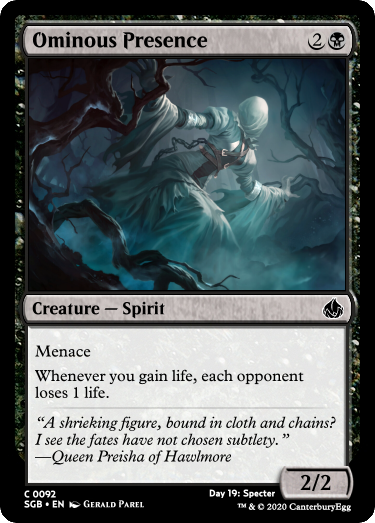 Ominous Presence 2
Creature — Spirit
Menace
Whenever you gain life, each opponent
loses 1 life.
“A shrieking figure, bound in cloth and chains?
I see the fates have not chosen subtlety.”
—Queen Preisha of Hawlmore
2/2
C 0092
Day 19: Specter
SGB • EN GERALD PAREL
™ & © 2020 CanterburyEgg